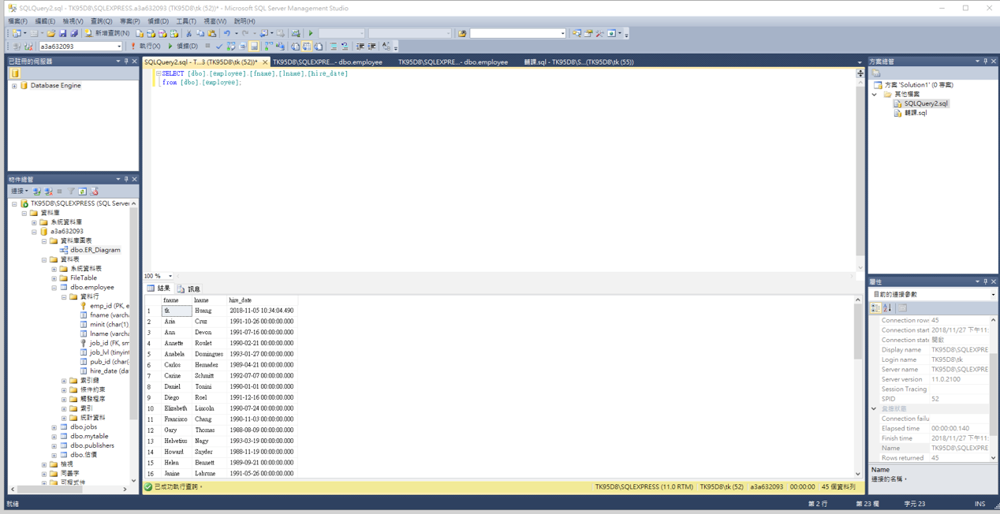 SQLQuery2.sql - TK95D8\SQLEXPRESS.a3a632093 (TK95D8\tk (52))* - Microsoft SQL Server Management Studio
檔案(F) 編輯(E) 檢視(V) 查詢(Q) 專案(P) 偵錯(D) 工具(T) 視窗(W) 說明(H)
新增查詢(N)
a3a632093 執行(X) 偵錯(D)
已註冊的伺服器
Database Engine
SQLQuery2.sql - T...3 (TK95D8\tk (52))* TK95D8\SQLEXPRE...- dbo.employee TK95D8\SQLEXPRE...- dbo.employee 輔課.sql - TK95D8\S...(TK95D8\tk (55))
SELECT [dbo].[employee].[fname],[lname],[hire_date]
from [dbo].[employee];
方案總管
方案 'Solution1' (0 專案)
其他檔案
SQLQuery2.sql
輔課.sql
物件總管
連接
TK95D8\SQLEXPRESS (SQL Server
資料庫
系統資料庫
a3a632093
資料庫圖表
dbo.ER_Diagram
資料表
系統資料表
FileTable
dbo.employee
資料行
emp_id (PK, e
fname (varcha
minit (char(1)
lname (varcha
job_id (FK, sm
job_lvl (tinyint
pub_id (char(
hire_date (da
索引鍵
條件約束
觸發程序
索引
統計資料
dbo.jobs
dbo.mytable
dbo.publishers
dbo.估價
檢視
同義字
可程式性
100 %
結果 訊息
fname lname hire_date
1 tk Huang 2018-11-05 10:34:04.490
2 Aria Cruz 1991-10-26 00:00:00.000
3 Ann Devon 1991-07-16 00:00:00.000
4 Annette Roulet 1990-02-21 00:00:00.000
5 Anabela Domingues 1993-01-27 00:00:00.000
6 Carlos Hernadez 1989-04-21 00:00:00.000
7 Carine Schmitt 1992-07-07 00:00:00.000
8 Daniel Tonini 1990-01-01 00:00:00.000
9 Diego Roel 1991-12-16 00:00:00.000
10 Elizabeth Lincoln 1990-07-24 00:00:00.000
11 Francisco Chang 1990-11-03 00:00:00.000
12 Gary Thomas 1988-08-09 00:00:00.000
13 Helvetius Nagy 1993-03-19 00:00:00.000
14 Howard Snyder 1988-11-19 00:00:00.000
15 Helen Bennett 1989-09-21 00:00:00.000
16 Janine Labrune 1991-05-26 00:00:00.000
已成功執行查詢。 TK95D8\SQLEXPRESS (11.0 RTM) TK95D8\tk (52) a3a632093 00:00:00 45 個資料列
屬性
目前的連接參數
Connection rows 45
Connection start 2018/11/27 下午11:
Connection state 開啟
Display name TK95D8\SQLEXPRE
Login name TK95D8\tk
Server name TK95D8\SQLEXPRE
Server version 11.0.2100
Session Tracing
SPID 52
Connection failu
Elapsed time 00:00:00.140
Finish time 2018/11/27 下午11:
Name TK95D8\SQLEXPRE
Rows returned 45
Name
連接的名稱。
就緒 第 2 行 第 23 欄 字元 23 INS